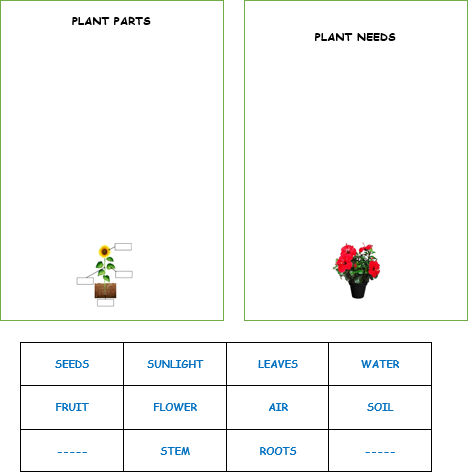 PLANT PARTS
PLANT NEEDS
SEEDS SUNLIGHT LEAVES WATER
FRUIT FLOWER AIR SOIL
----- STEM ROOTS -----